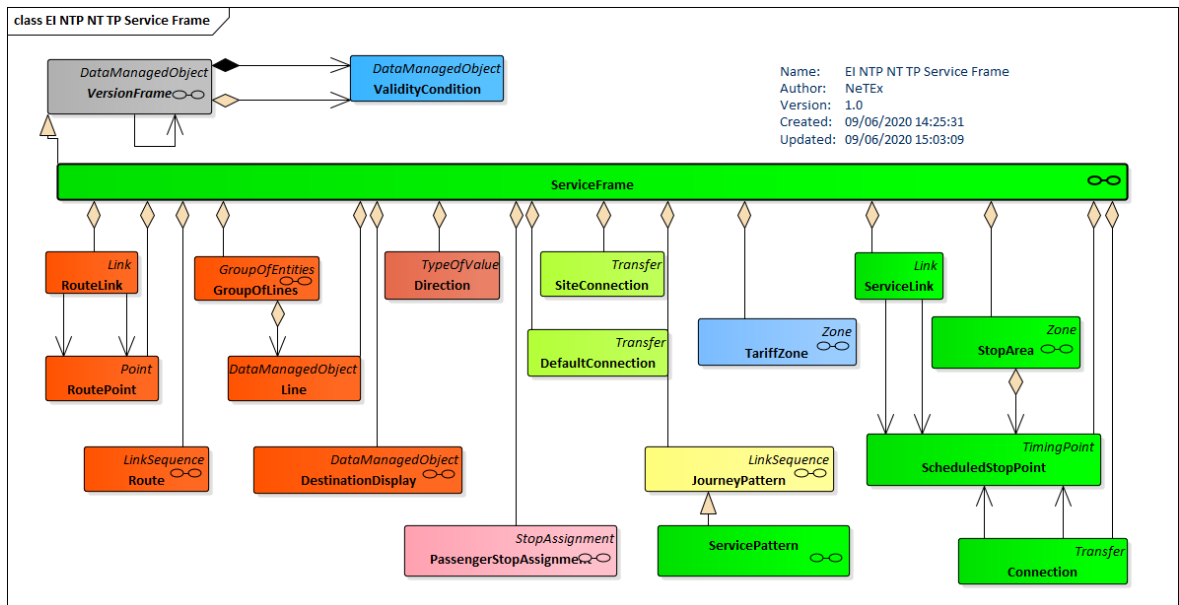 class EI NTP NT TP Service Frame
DataManagedObject
VersionFrame
DataManagedObject
ValidityCondition
Name: EI NTP NT TP Service Frame
Author: NeTEx
Version: 1.0
Created: 09/06/2020 14:25:31
Updated: 09/06/2020 15:03:09
ServiceFrame
Link
RouteLink
GroupOfEntities
GroupOfLines
TypeOfValue
Direction
Transfer
SiteConnection
Link
ServiceLink
Transfer
DefaultConnection
Zone
TariffZone
Zone
StopArea
Point
RoutePoint
DataManagedObject
Line
LinkSequence
Route
DataManagedObject
DestinationDisplay
LinkSequence
JourneyPattern
TimingPoint
ScheduledStopPoint
StopAssignment
PassengerStopAssignme...
ServicePattern
Transfer
Connection